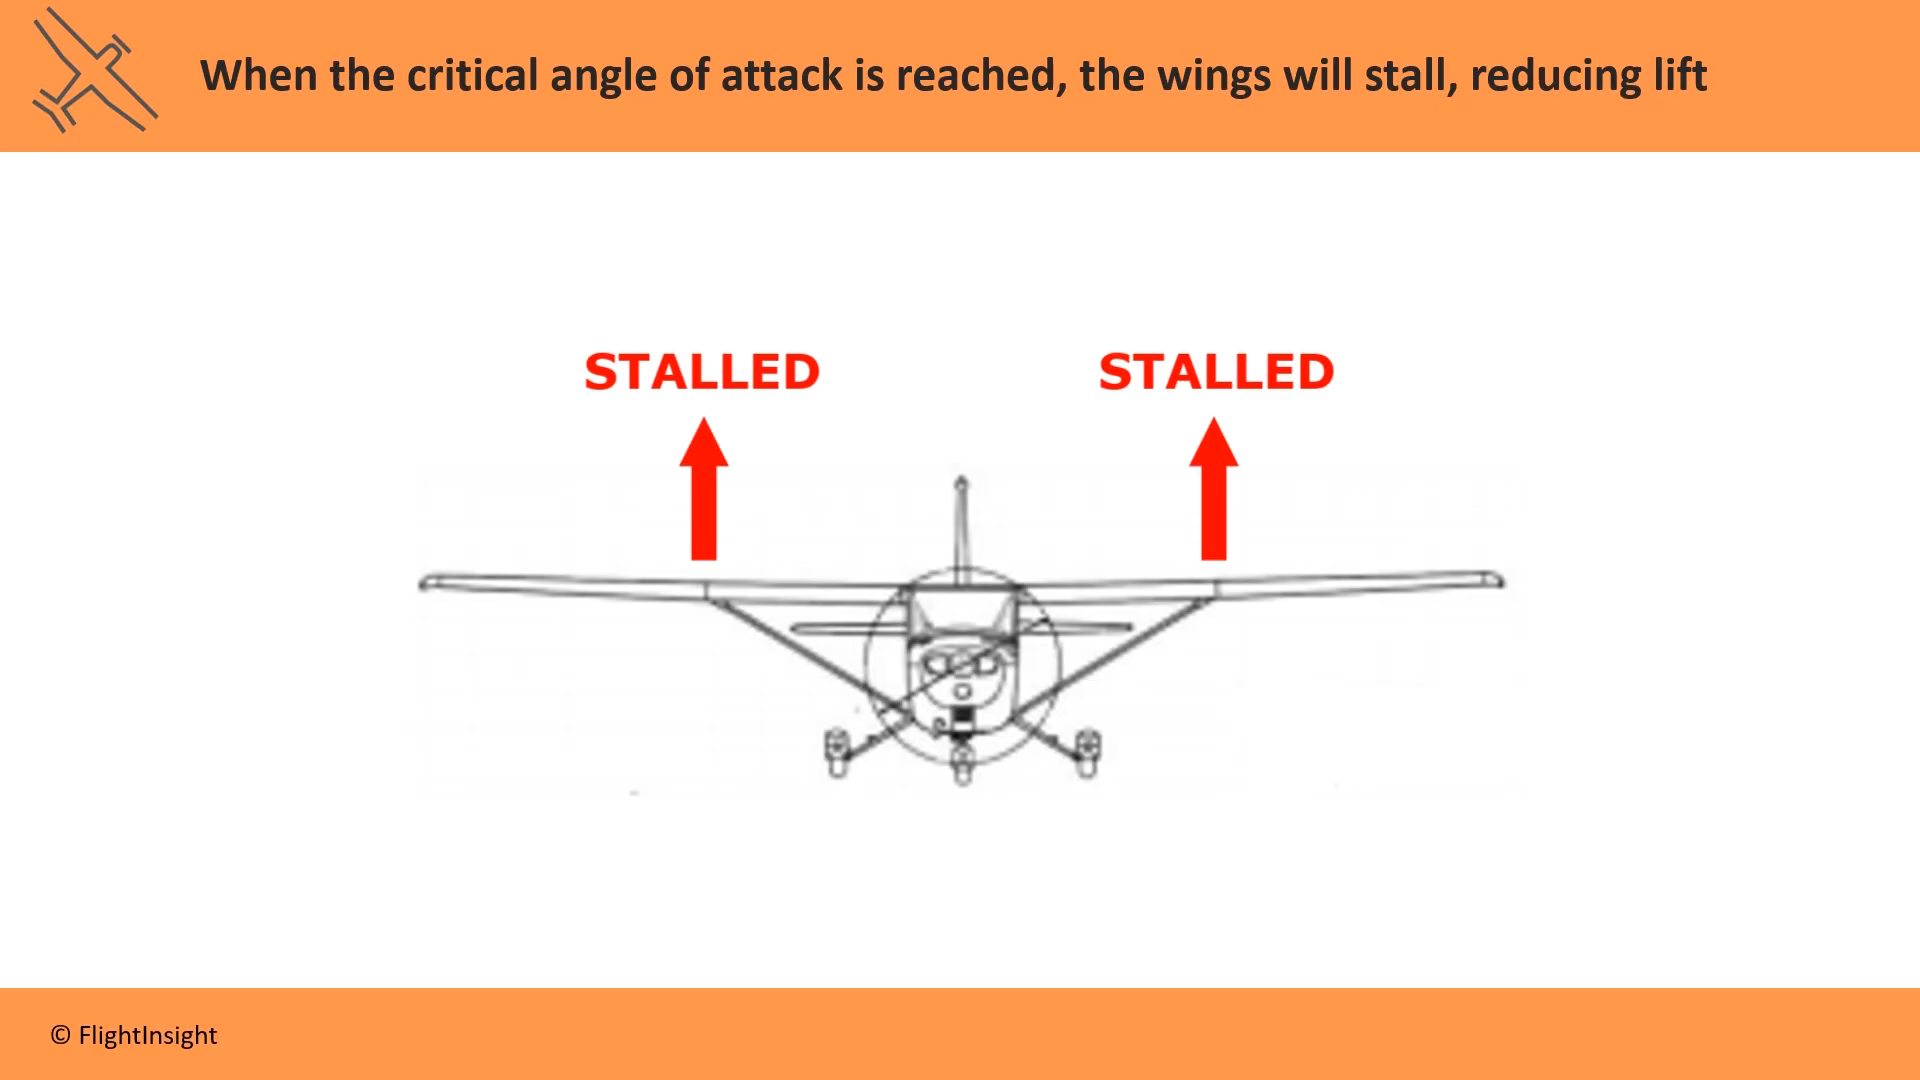 When the critical angle of attack is reached, the wings will stall, reducing lift
STALLED STALLED
© FlightInsight